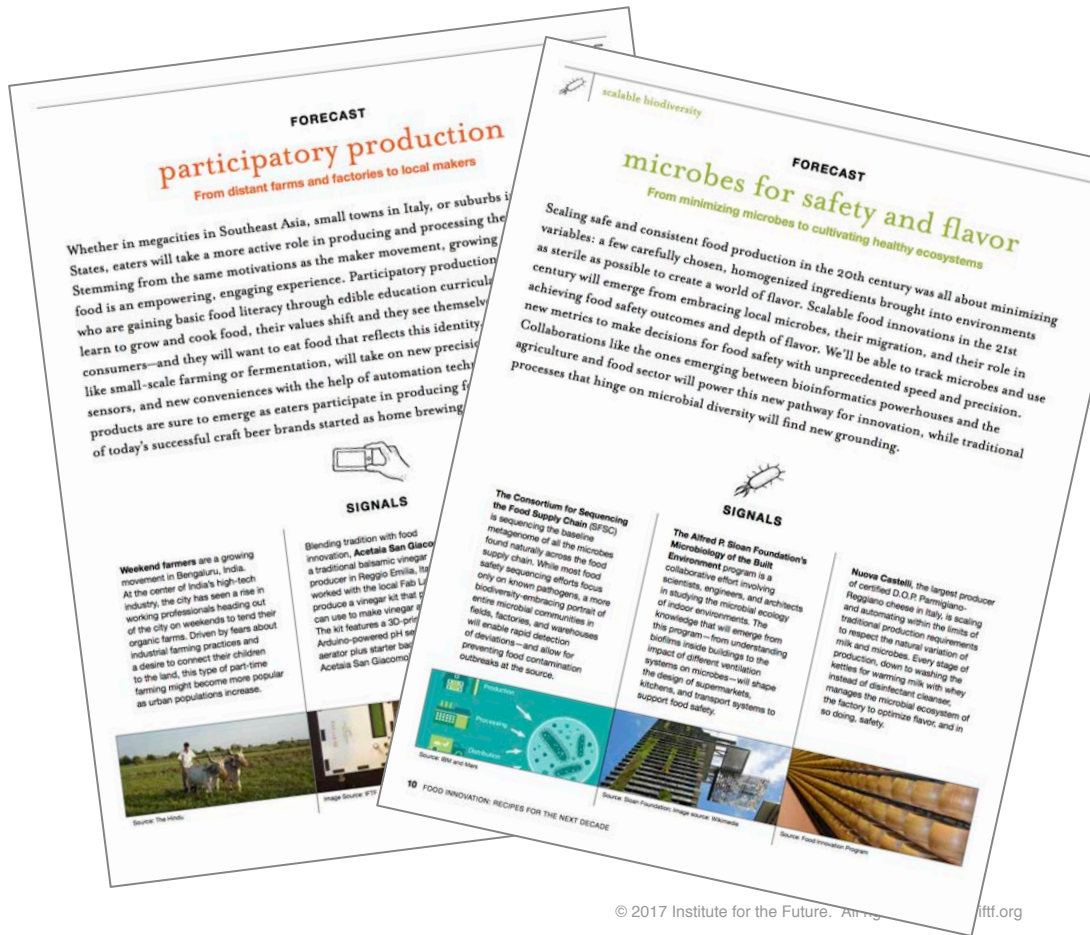 FORECAST
participatory production
From distant farms and factories to local makers
Whether in megacities in Southeast Asia, small towns in Italy, or suburbs
States, eaters will take a more active role in producing and processing
Stemming from the same motivations as the maker movement, growing
food is an empowering, engaging experience. Participatory production
who are gaining basic food literacy through edible education
learn to grow and cook food, their values shift and they see
consumers—and they will want to eat food that reflects this identity.
like small-scale farming or fermentation, will take on new
sensors, and new conveniences with the help of automation
products are sure to emerge as eaters participate in producing
of today's successful craft beer brands started as home brewing
SIGNALS
Weekend farmers are a growing
movement in Bengaluru, India.
At the center of India's high-tech
industry, the city has seen a rise in
working professionals heading out
of the city on weekends to tend their
organic farms. Driven by fears about
industrial farming practices and
a desire to connect their children
to the land, this type of part-time
farming might become more popular
as urban populations increase.
Blending tradition with food
innovation, Acetaia San
a traditional balsamic vinegar
producer in Reggio Emilia,
worked with the local Fab
produce a vinegar kit that
can use to make vinegar
The kit features a
Arduino-powered pH
aerator plus starter
Acetaia San Giacomo
Source: The Hindu
Image Source: IFTF
scalable biodiversity
FORECAST
microbes for safety and flavor
From minimizing microbes to cultivating healthy ecosystems
Scaling safe and consistent food production in the 20th century was all about minimizing
variables: a few carefully chosen, homogenized ingredients brought into environments
as sterile as possible to create a world of flavor. Scalable food innovations in the 21st
century will emerge from embracing local microbes, their migration, and their role in
achieving food safety outcomes and depth of flavor. We'll be able to track microbes and use
new metrics to make decisions for food safety with unprecedented speed and precision.
Collaborations like the ones emerging between bioinformatics powerhouses and the
agriculture and food sector will power this new pathway for innovation, while traditional
processes that hinge on microbial diversity will find new grounding.
SIGNALS
The Consortium for Sequencing
the Food Supply Chain (SFSC)
is sequencing the baseline
metagenome of all the microbes
found naturally across the food
supply chain. While most food
safety sequencing efforts focus
only on known pathogens, a more
biodiversity-embracing portrait of
entire microbial communities in
fields, factories, and warehouses
will enable rapid detection
of deviations—and allow for
preventing food contamination
outbreaks at the source.
The Alfred P. Sloan Foundation's
Microbiology of the Built
Environment program is a
collaborative effort involving
scientists, engineers, and architects
in studying the microbial ecology
of indoor environments. The
knowledge that will emerge from
this program—from understanding
biofilms inside buildings to the
impact of different ventilation
systems on microbes—will shape
the design of supermarkets,
kitchens, and transport systems to
support food safety.
Nuova Castelli, the largest producer
of certified D.O.P. Parmigiano-
Reggiano cheese in Italy, is scaling
and automating within the limits of
traditional production requirements
to respect the natural variation of
milk and microbes. Every stage of
production, down to washing the
kettles for warming milk with whey
instead of disinfectant cleanser,
manages the microbial ecosystem of
the factory to optimize flavor, and in
so doing, safety.
Production
Processing
Distribution
Source: IBM and Mars
Source: Sloan Foundation; Image source: Wikimedia
Source: Food Innovation Program
10 FOOD INNOVATION: RECIPES FOR THE NEXT DECADE
© 2017 Institute for the Future. iftf.org